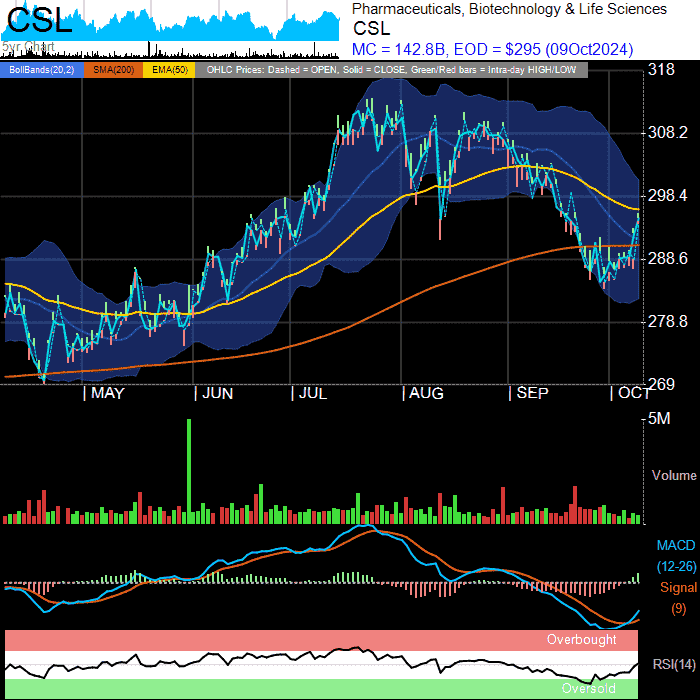 CSL
5yr Chart
Pharmaceuticals, Biotechnology & Life Sciences
CSL
MC = 142.8B, EOD = $295 (09Oct2024)
BollBands(20,2) SMA(200) EMA(50) OHLC Prices: Dashed = OPEN, Solid = CLOSE, Green/Red bars = Intra-day HIGH/LOW
318
308.2
298.4
288.6
278.8
269
| MAY | JUN | JUL | AUG | SEP | OCT
5M
Volume
MACD
(12-26)
Signal
(9)
Overbought
RSI(14)
Oversold